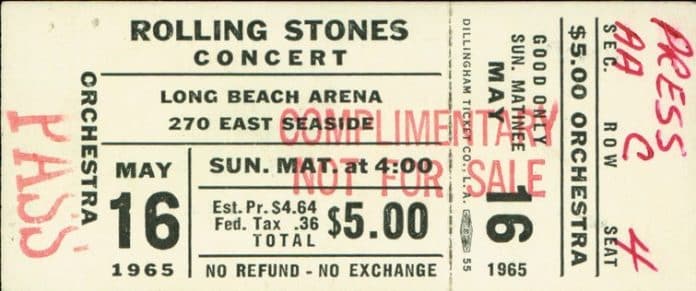 ROLLING STONES
CONCERT
LONG BEACH ARENA
270 EAST SEASIDE
SUN. MAT. at 4:00
Est. Pr. $4.64
Fed. Tax .36
TOTAL
$5.00
NO REFUND - NO EXCHANGE
ORCHESTRA
MAY
16
1965
PASS
COMPLIMENTARY
NOT FOR SALE
DILLINGHAM TICKET CO., L.A.
55
GOOD ONLY
SUN. MATINEE
MAY
16
1965
$5.00 ORCHESTRA
SEC. ROW SEAT
PRESS
AA C 4